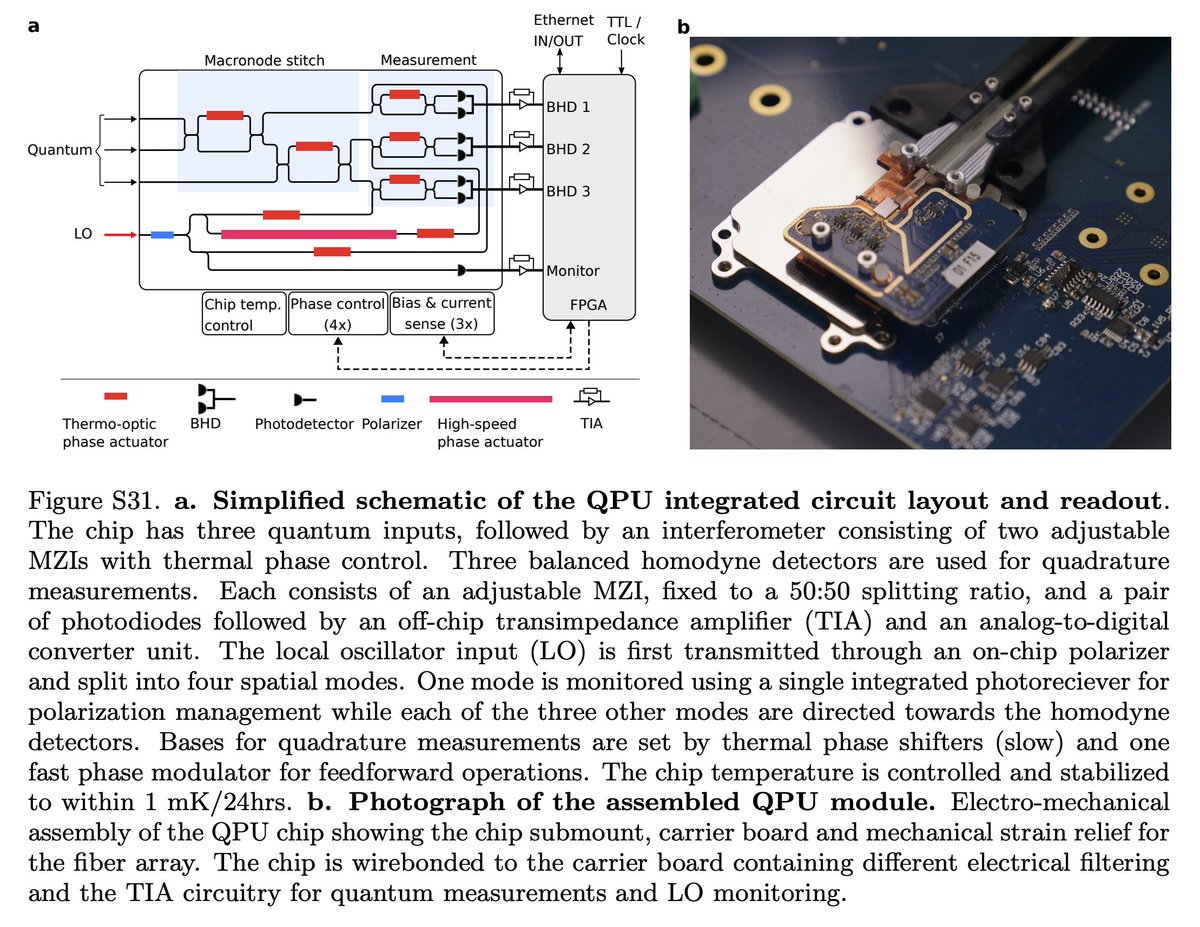 a
Ethernet
IN/OUT
TTL /
Clock
Macronode stitch
Measurement
BHD 1
Quantum
BHD 2
BHD 3
LO
Monitor
FPGA
Chip temp.
control
Phase control
(4x)
Bias & current
sense (3x)
Thermo-optic
phase actuator
BHD
Photodetector
Polarizer
High-speed
phase actuator
TIA
b
D1 F15
Figure S31. a. Simplified schematic of the QPU integrated circuit layout and readout.
The chip has three quantum inputs, followed by an interferometer consisting of two adjustable
MZIs with thermal phase control. Three balanced homodyne detectors are used for quadrature
measurements. Each consists of an adjustable MZI, fixed to a 50:50 splitting ratio, and a pair
of photodiodes followed by an off-chip transimpedance amplifier (TIA) and an analog-to-digital
converter unit. The local oscillator input (LO) is first transmitted through an on-chip polarizer
and split into four spatial modes. One mode is monitored using a single integrated photoreciever for
polarization management while each of the three other modes are directed towards the homodyne
detectors. Bases for quadrature measurements are set by thermal phase shifters (slow) and one
fast phase modulator for feedforward operations. The chip temperature is controlled and stabilized
to within 1 mK/24hrs. b. Photograph of the assembled QPU module. Electro-mechanical
assembly of the QPU chip showing the chip submount, carrier board and mechanical strain relief for
the fiber array. The chip is wirebonded to the carrier board containing different electrical filtering
and the TIA circuitry for quantum measurements and LO monitoring.